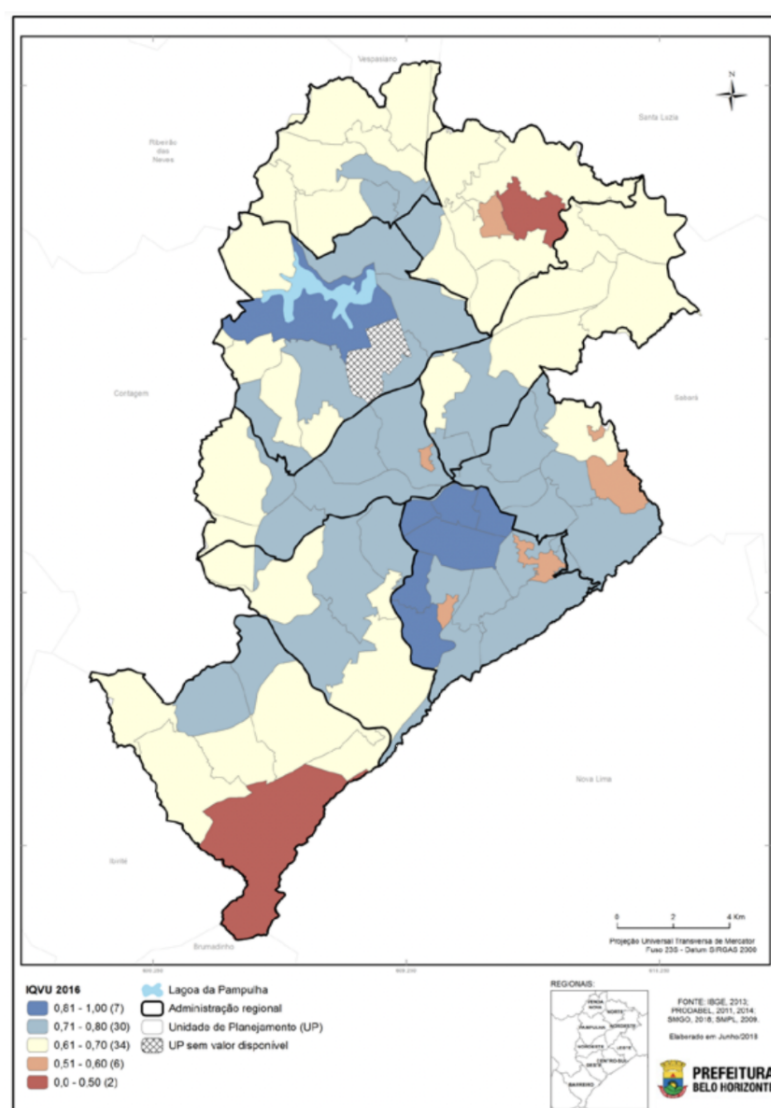 Vespasiano
N
Santa Luzia
Ribeirão
das
Neves
Contagem
Sabará
Nova Lima
Ibirité
Brumadinho
0 2 4 Km
Projeção Universal Transversa de Mercator
Fuso 23S - Datum SIRGAS 2000
IQVU 2016
0,81 - 1,00 (7)
0,71 - 0,80 (30)
0,61 - 0,70 (34)
0,51 - 0,60 (6)
0,0 - 0,50 (2)
Lagoa da Pampulha
Administração regional
Unidade de Planejamento (UP)
UP sem valor disponível
REGIONAIS:
VENDA
NOVA
NORTE
PAMPULHA
NORDESTE
NOROESTE
LESTE
CENTRO-SUL
OESTE
BARREIRO
FONTE: IBGE, 2013;
PRODABEL, 2011, 2014.
SMGO, 2018, SMPL, 2008.
Elaborado em Junho/2018
PREFEITURA
BELO HORIZONTE